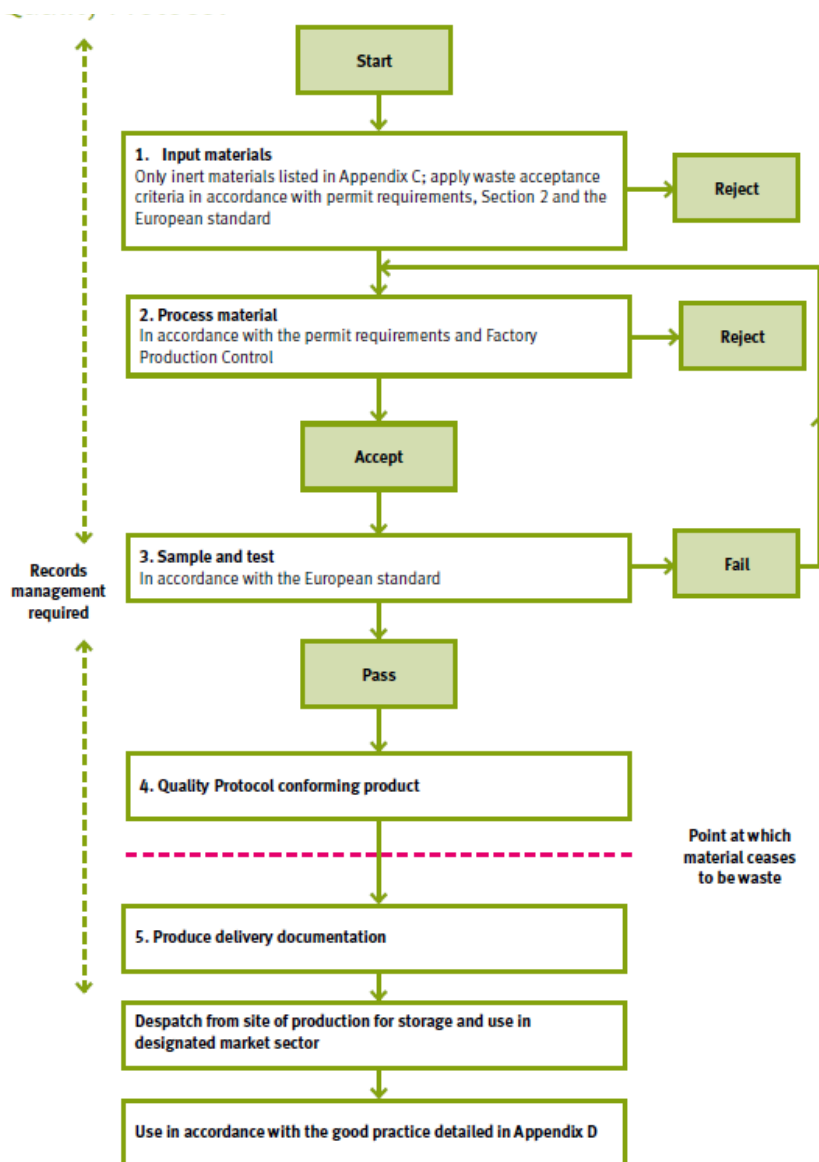 Start
1. Input materials
Only inert materials listed in Appendix C; apply waste acceptance
criteria in accordance with permit requirements, Section 2 and the
European standard
Reject
2. Process material
In accordance with the permit requirements and Factory
Production Control
Reject
Accept
3. Sample and test
In accordance with the European standard
Fail
Records
management
required
Pass
4. Quality Protocol conforming product
Point at which
material ceases
to be waste
5. Produce delivery documentation
Despatch from site of production for storage and use in
designated market sector
Use in accordance with the good practice detailed in Appendix D